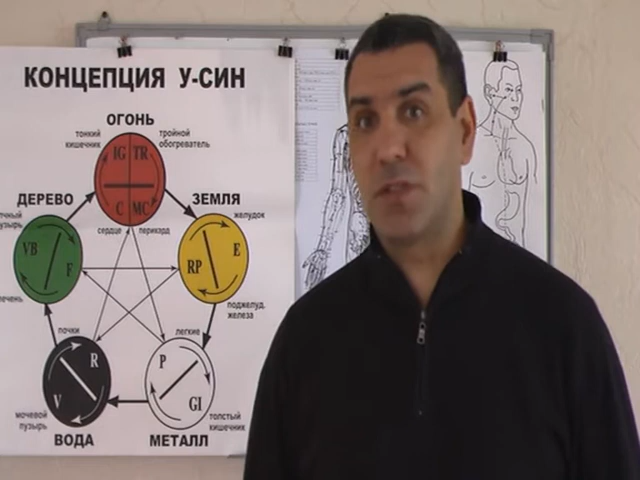 КОНЦЕПЦИЯ У-СИН
ОГОНЬ
тонкий
кишечник
тройной
обогреватель
IG TR
C MC
сердце перикард
ДЕРЕВО
ЗЕМЛЯ
желудок
VB
F
E
RP
поджелуд.
железа
почки
легкие
R
V
P
GI
мочевой
пузырь
толстый
кишечник
ВОДА
МЕТАЛЛ